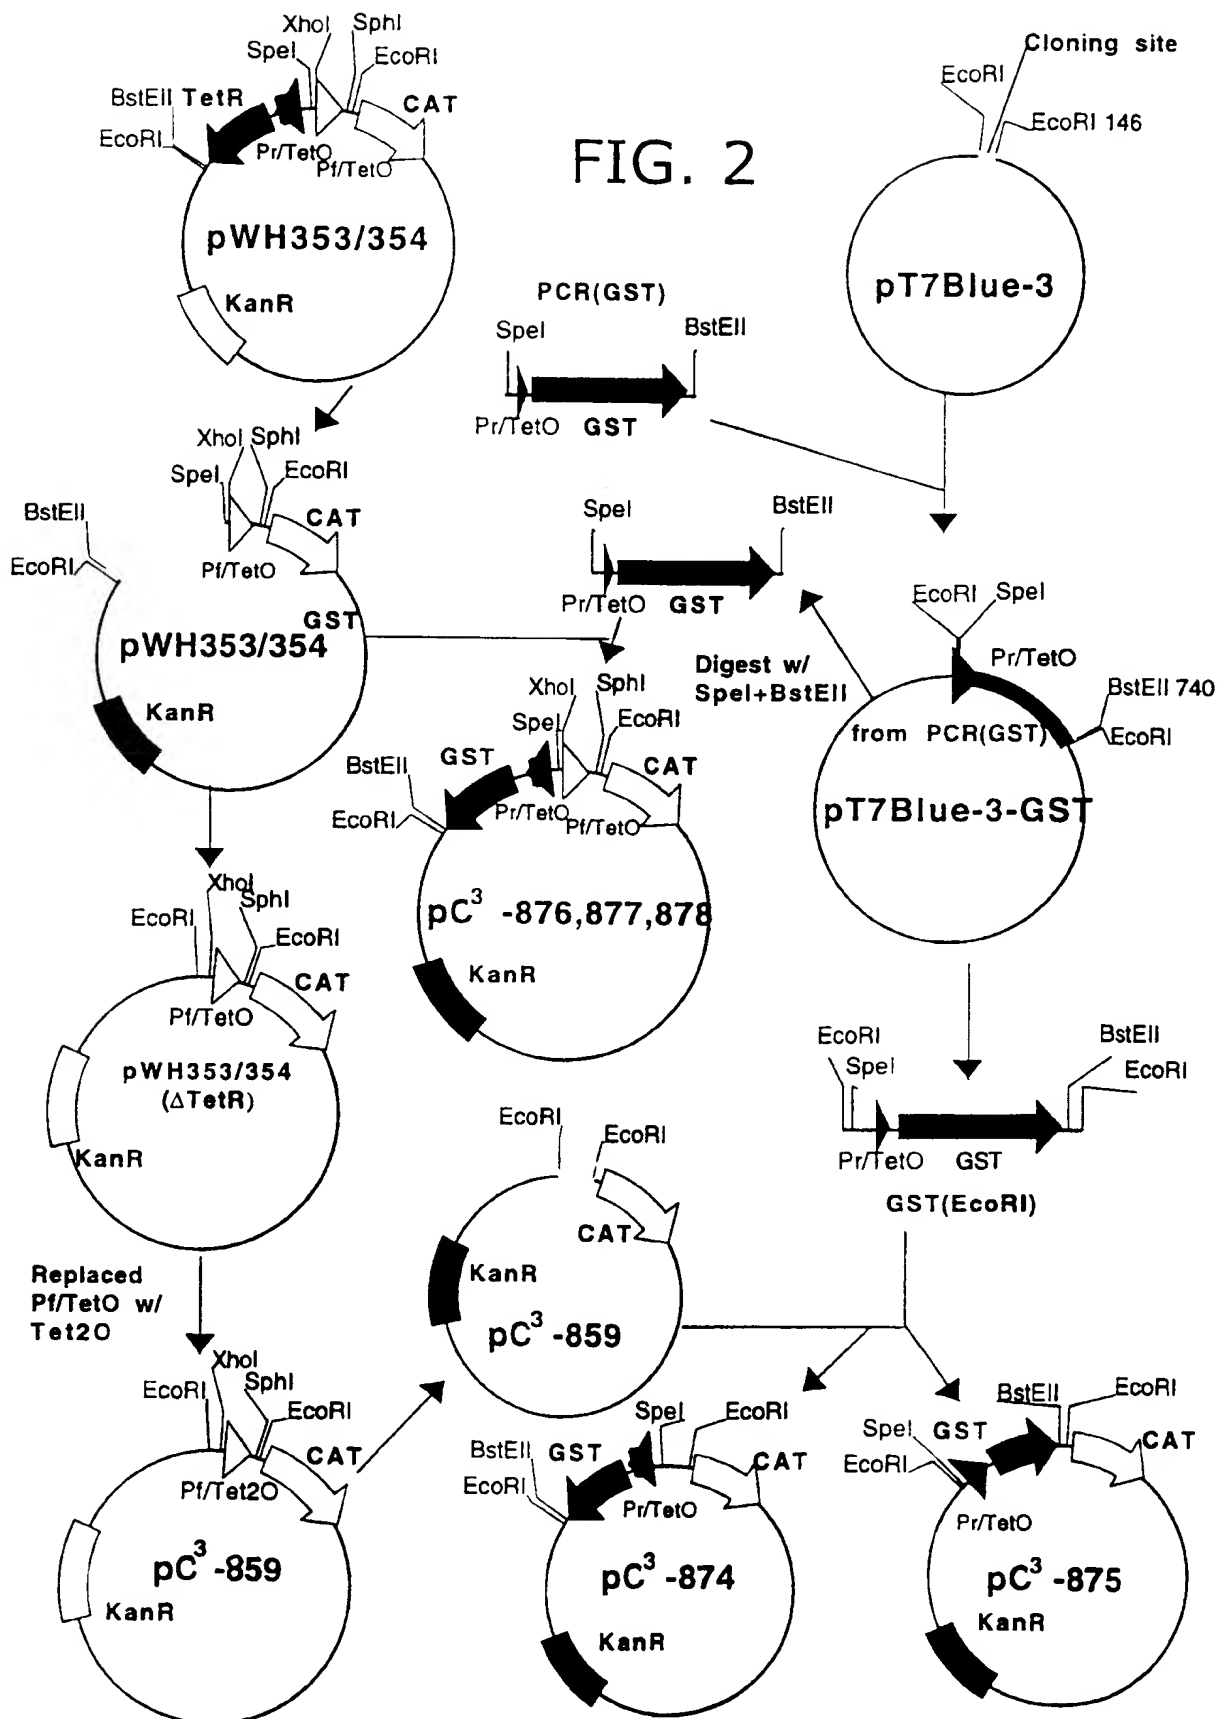 XhoI SphI
SpeI EcoRI
BstEII TetR CAT
EcoRI
Pr/TetO
Pf/TetO
pWH353/354
KanR
FIG. 2
Cloning site
EcoRI
EcoRI 146
pT7Blue-3
PCR(GST)
SpeI BstEII
Pr/TetO GST
XhoI SphI
SpeI EcoRI
BstEII CAT
EcoRI
Pf/TetO
GST
pWH353/354
KanR
SpeI BstEII
Pr/TetO GST
Digest w/
SpeI+BstEII
EcoRI SpeI
Pr/TetO
BstEII 740
EcoRI
from PCR(GST)
pT7Blue-3-GST
SphI
XhoI
SpeI EcoRI
GST CAT
BstEII
EcoRI
Pr/TetO Pf/TetO
pC3 -876,877,878
KanR
XhoI
SphI
EcoRI
EcoRI
CAT
Pf/TetO
pWH353/354
(ΔTetR)
KanR
EcoRI BstEII
SpeI EcoRI
Pr/TetO GST
GST(EcoRI)
EcoRI
EcoRI
CAT
KanR
pC3 -859
Replaced
Pf/TetO w/
Tet2O
XhoI
SphI
EcoRI
EcoRI
CAT
Pf/Tet2O
pC3 -859
KanR
SpeI EcoRI
BstEII GST CAT
EcoRI
Pr/TetO
pC3 -874
KanR
BstEII EcoRI
SpeI GST CAT
EcoRI
Pr/TetO
pC3 -875
KanR